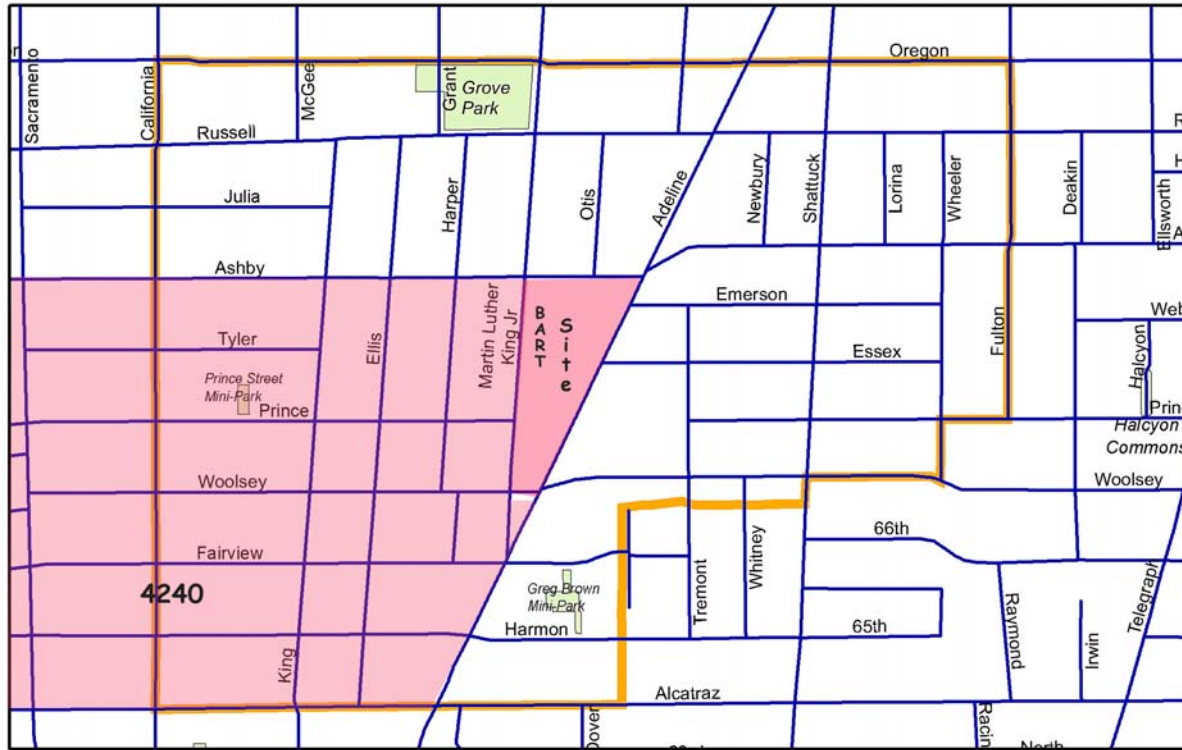 Oregon
Sacramento
California
McGee
Grant
Grove
Park
Russell
R
H
Julia
Harper
Otis
Adeline
Newbury
Shattuck
Lorina
Wheeler
Deakin
Ellsworth
A
Ashby
Martin Luther
King Jr
BART
Site
Emerson
Fulton
Web
Tyler
Ellis
Essex
Halcyon
Prince Street
Mini-Park
Prince
Prin
Halcyon
Commons
Woolsey
Woolsey
66th
Fairview
4240
Greg Brown
Mini-Park
Harmon
Tremont
Whitney
65th
Raymond
Irwin
Telegraph
King
Alcatraz
Dover
Racin
North